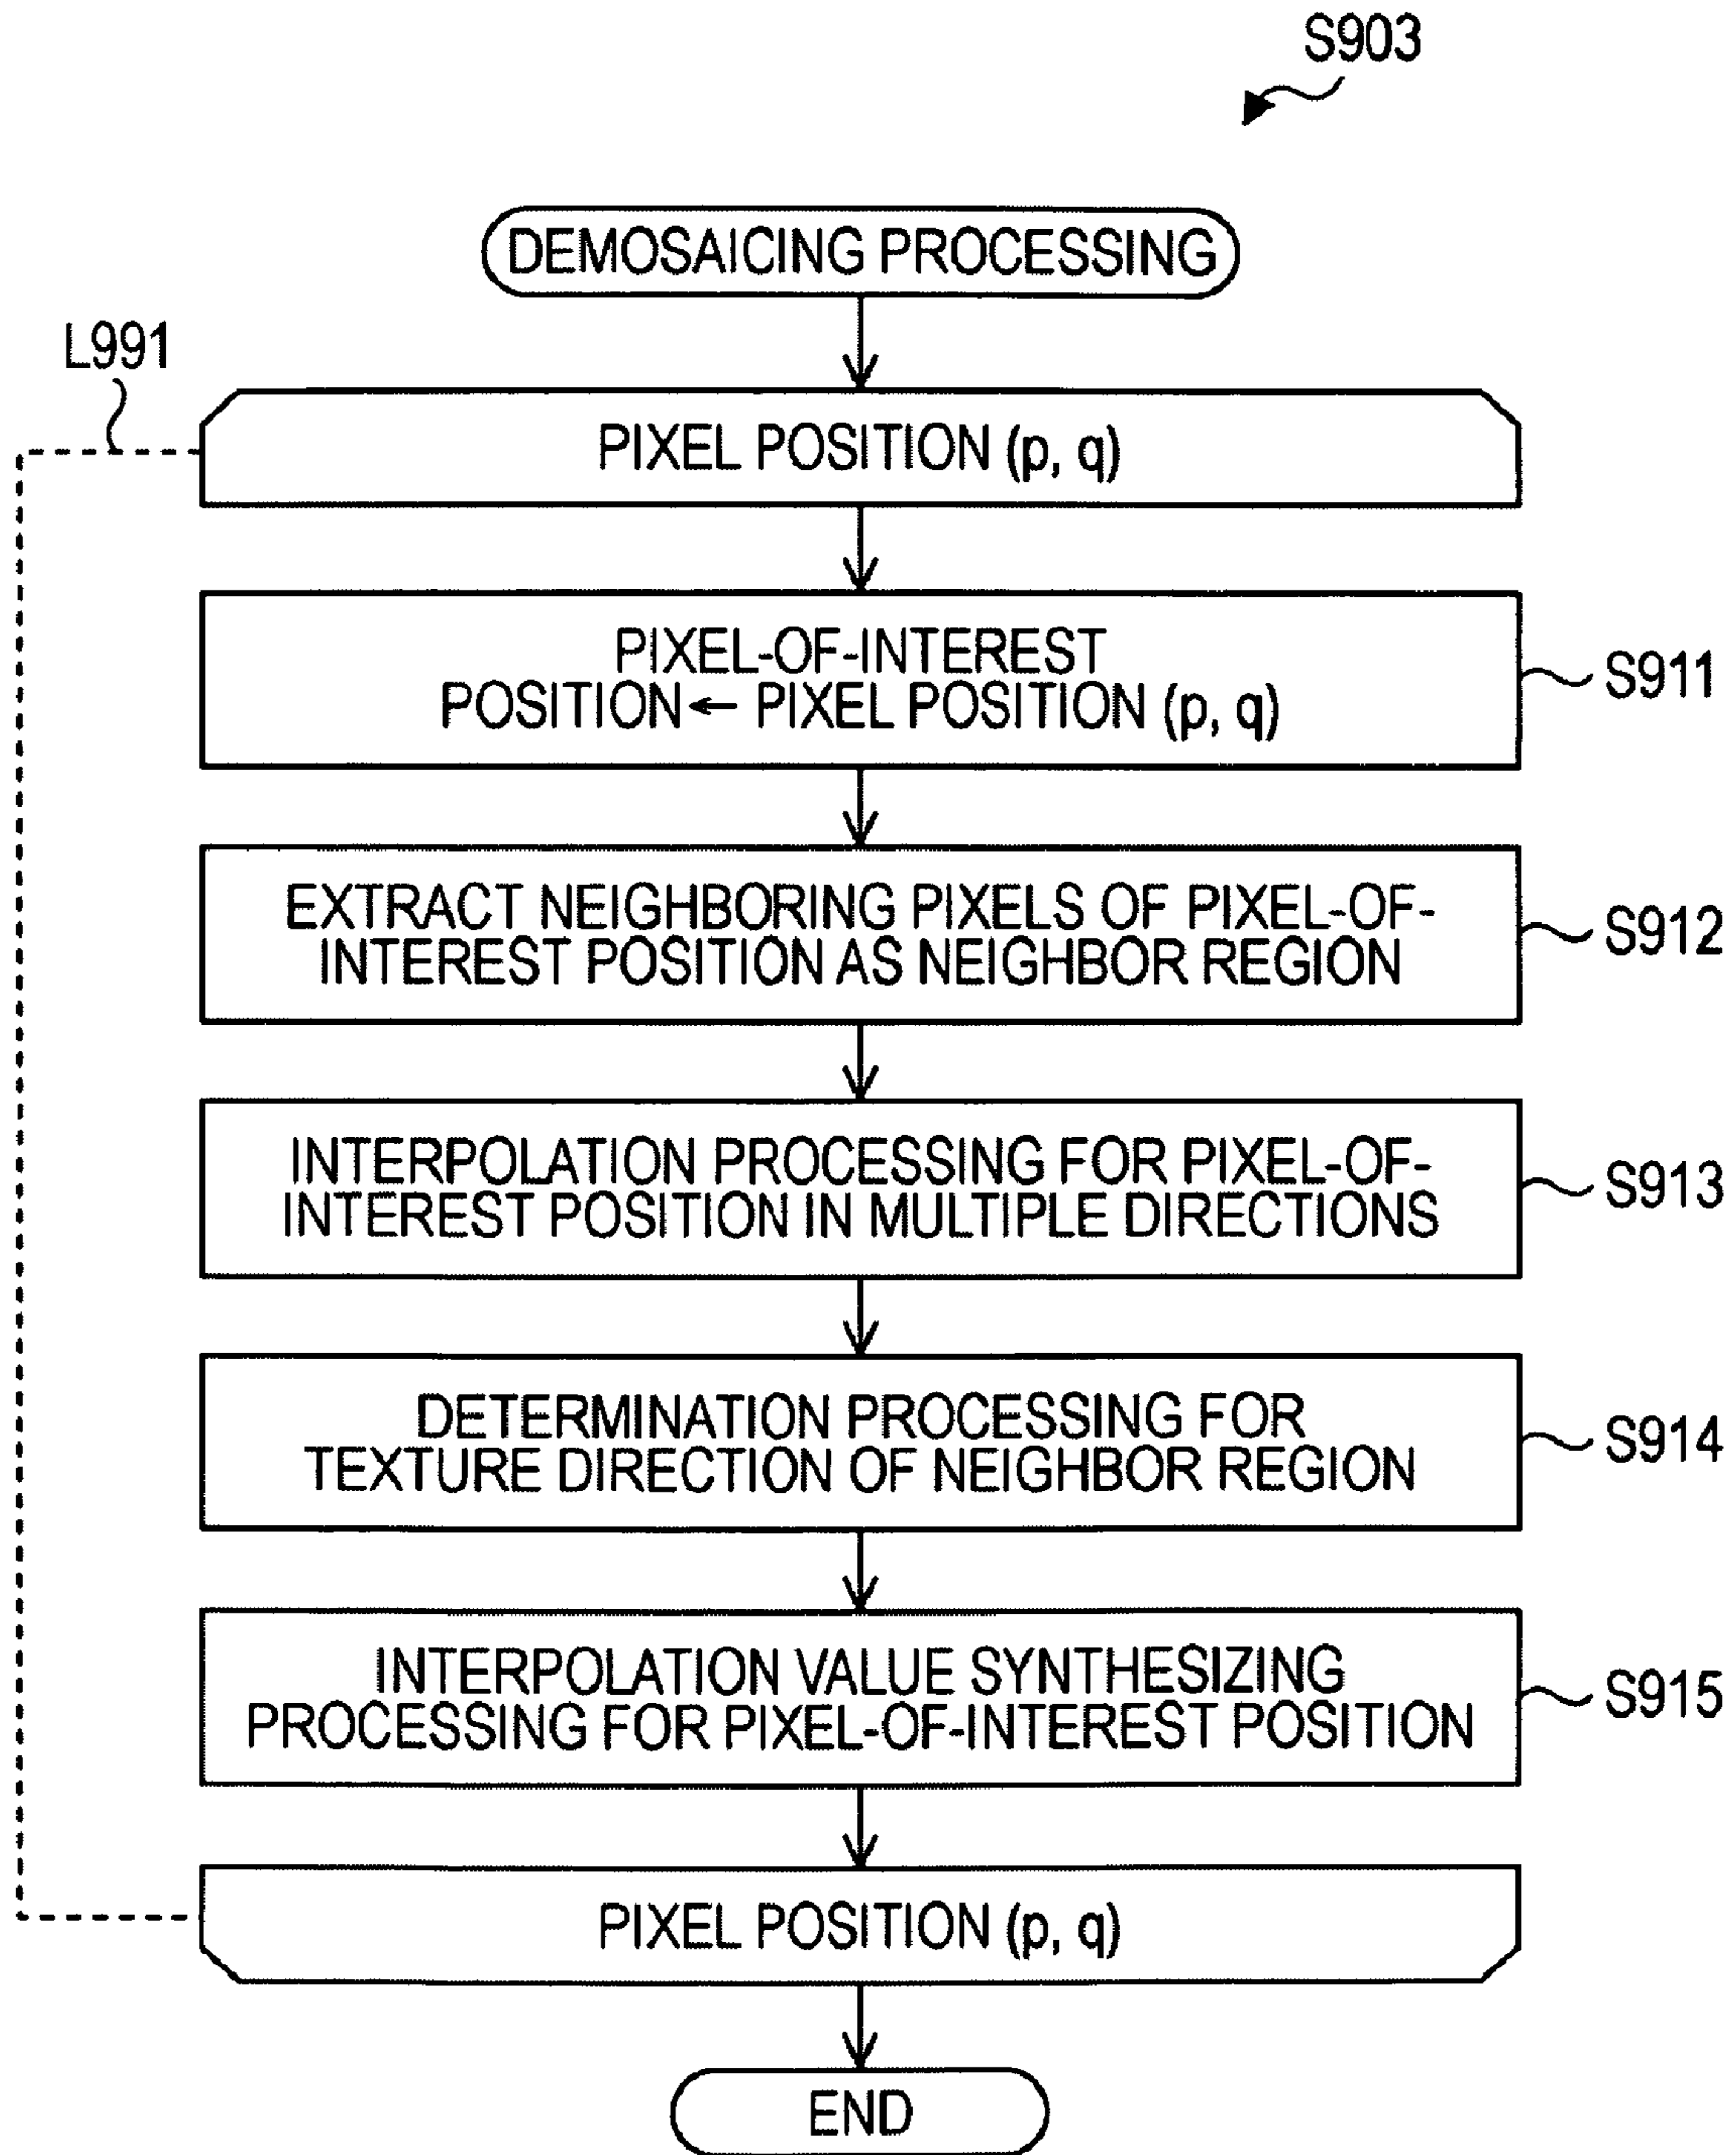 S903
DEMOSAICING PROCESSING
L991
PIXEL POSITION (p, q)
PIXEL-OF-INTEREST
POSITION ← PIXEL POSITION (p, q)
S911
EXTRACT NEIGHBORING PIXELS OF PIXEL-OF-
INTEREST POSITION AS NEIGHBOR REGION
S912
INTERPOLATION PROCESSING FOR PIXEL-OF-
INTEREST POSITION IN MULTIPLE DIRECTIONS
S913
DETERMINATION PROCESSING FOR
TEXTURE DIRECTION OF NEIGHBOR REGION
S914
INTERPOLATION VALUE SYNTHESIZING
PROCESSING FOR PIXEL-OF-INTEREST POSITION
S915
PIXEL POSITION (p, q)
END